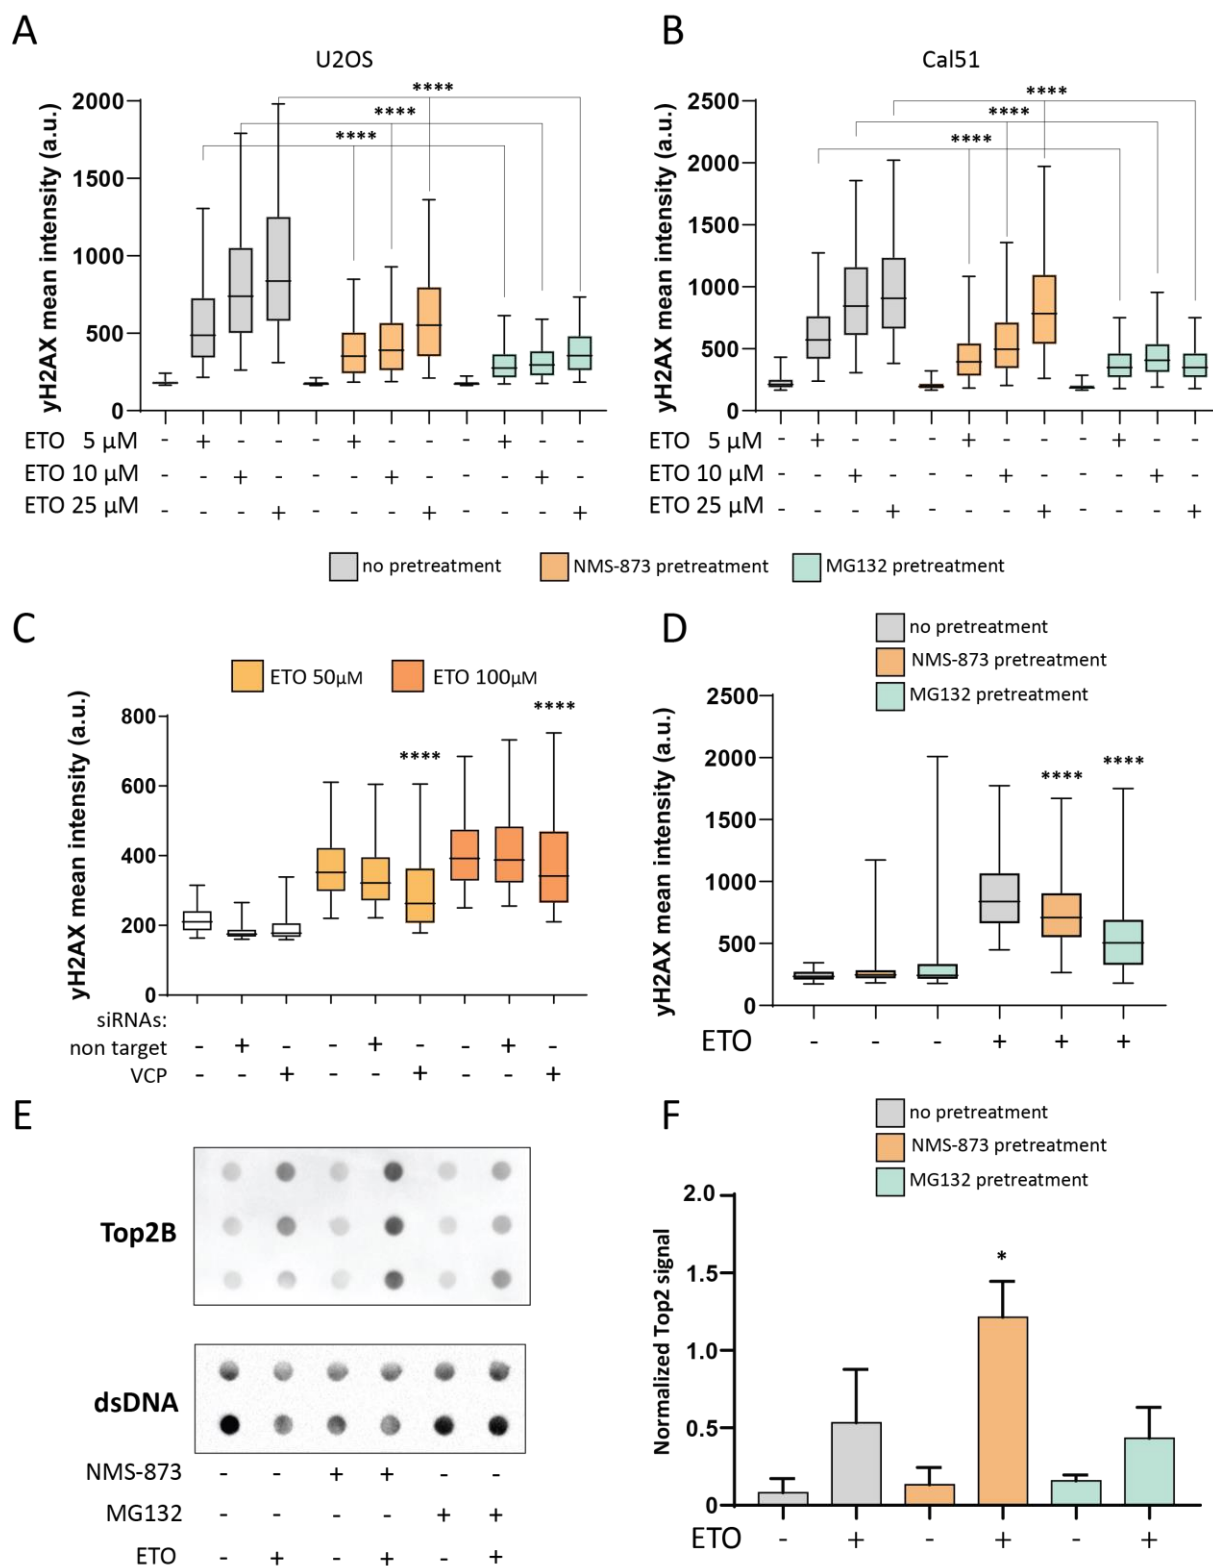 A
B
U2OS
Cal51
yH2AX mean intensity (a.u.)
2000
1500
1000
500
0
****
****
****
yH2AX mean intensity (a.u.)
2500
2000
1500
1000
500
0
****
****
****
ETO 5 μM - + - - - - + - - - - + - -
ETO 10 μM - - + - - - - + - - - - + -
ETO 25 μM - - - + - - - - + - - - - +
ETO 5 μM - + - - - + - - - + - -
ETO 10 μM - - + - - - + - - - + -
ETO 25 μM - - - + - - - + - - - +
no pretreatment
NMS-873 pretreatment
MG132 pretreatment
C
ETO 50μM
ETO 100μM
yH2AX mean intensity (a.u.)
800
600
400
200
0
****
****
siRNAs:
non target - + - - + - - + -
VCP - - + - - + - - +
D
no pretreatment
NMS-873 pretreatment
MG132 pretreatment
yH2AX mean intensity (a.u.)
2500
2000
1500
1000
500
0
****
****
ETO - - - + + +
E
Top2B
dsDNA
NMS-873 - - + + - -
MG132 - - - - + +
ETO - + - + - +
F
no pretreatment
NMS-873 pretreatment
MG132 pretreatment
Normalized Top2 signal
2.0
1.5
1.0
0.5
0
*
ETO - + - + - +